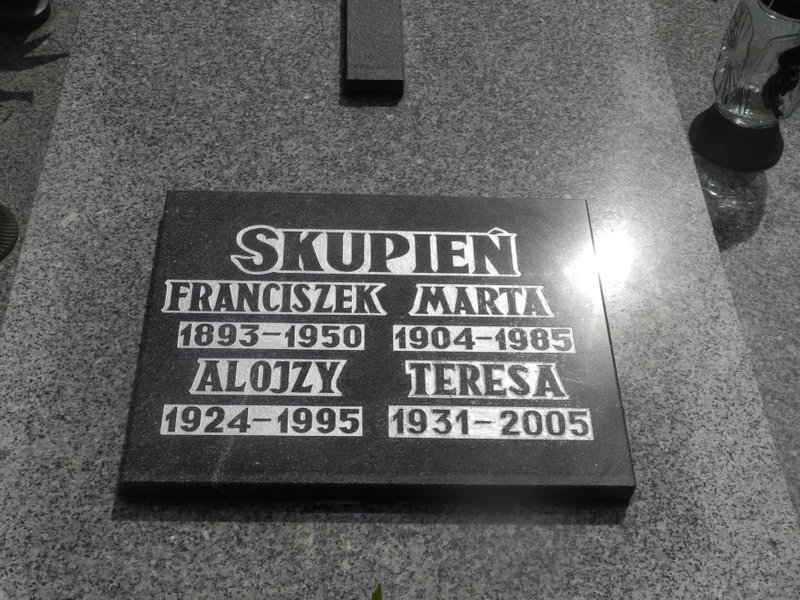 SKUPIEŃ
FRANCISZEK MARTA
1893-1950 1904-1985
ALOJZY TERESA
1924-1995 1931-2005